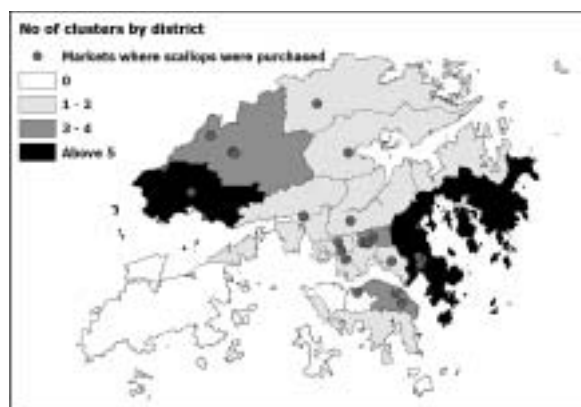 No of clusters by district
Markets where scallops were purchased
0
1 - 2
3 - 4
Above 5